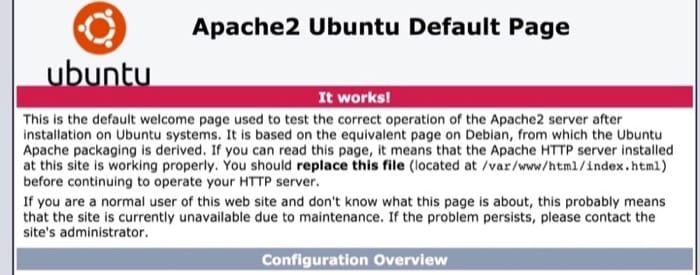 Apache2 Ubuntu Default Page
ubuntu
It works!
This is the default welcome page used to test the correct operation of the Apache2 server after
installation on Ubuntu systems. It is based on the equivalent page on Debian, from which the Ubuntu
Apache packaging is derived. If you can read this page, it means that the Apache HTTP server installed
at this site is working properly. You should replace this file (located at /var/www/html/index.html)
before continuing to operate your HTTP server.
If you are a normal user of this web site and don't know what this page is about, this probably means
that the site is currently unavailable due to maintenance. If the problem persists, please contact the
site's administrator.
Configuration Overview